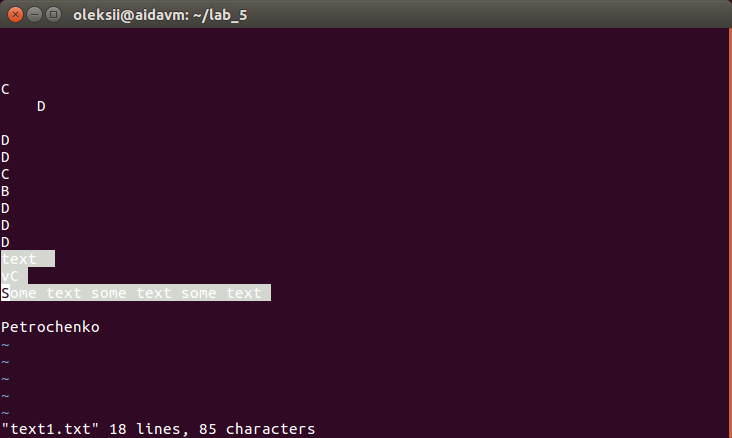 oleksii@aidavm: ~/lab_5
C
D
D
D
C
B
D
D
D
text
vC
Some text some text some text
Petrochenko
~
~
~
~
~
"text1.txt" 18 lines, 85 characters